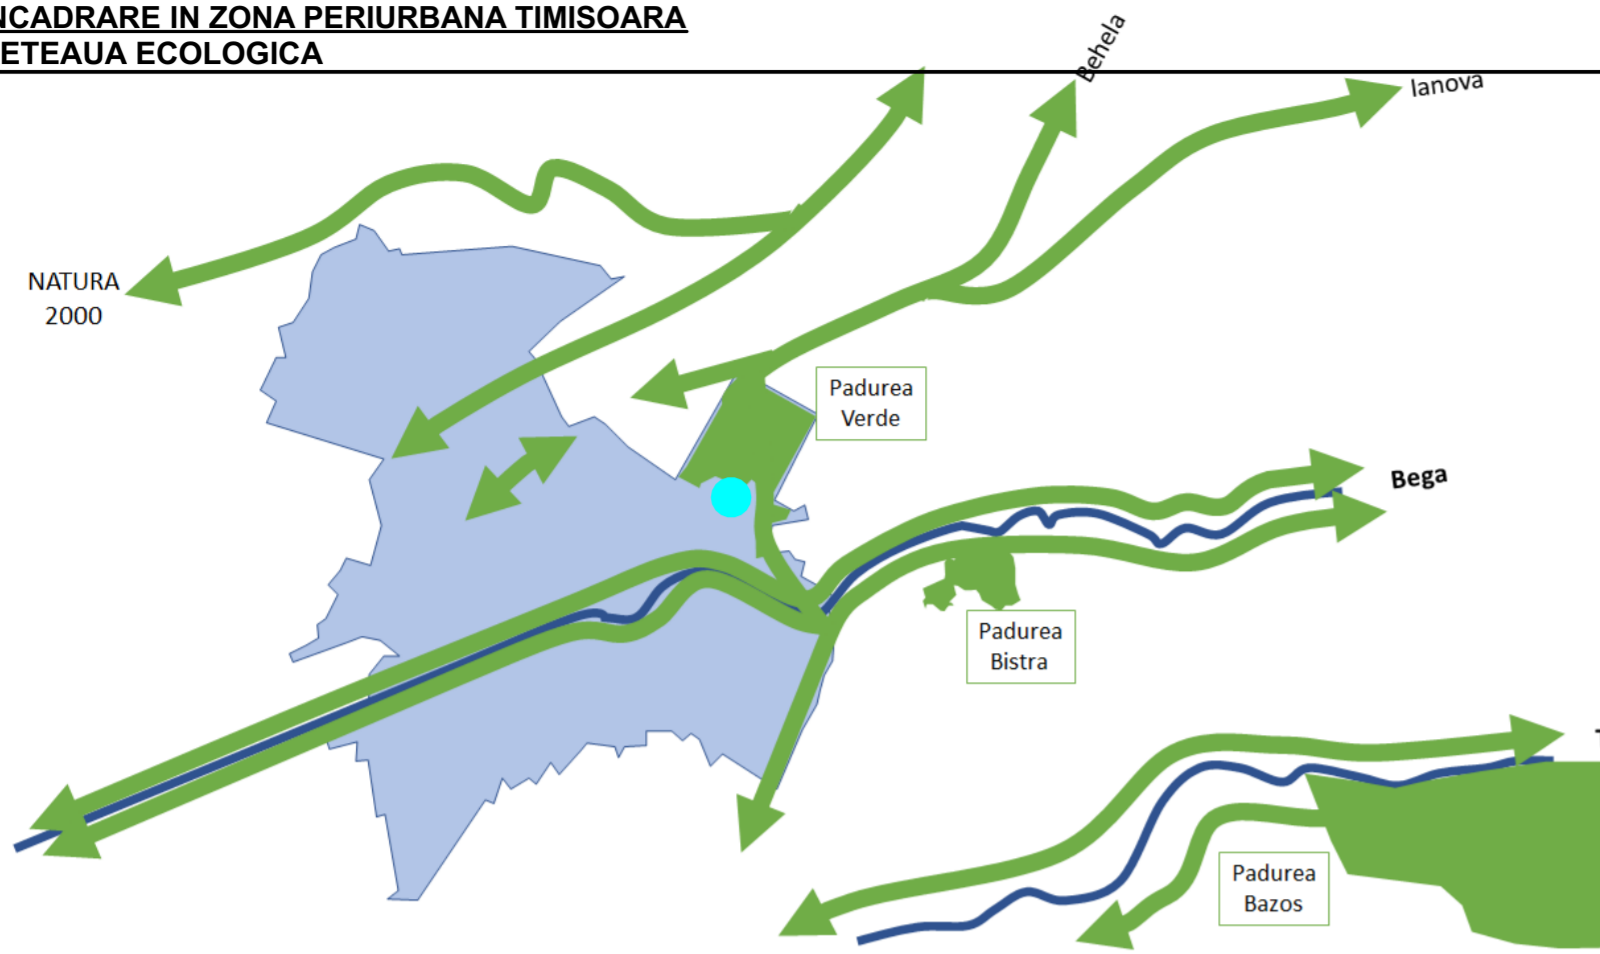 NCADRARE IN ZONA PERIURBANA TIMISOARA
ETEAUA ECOLOGICA
Behela
Ianova
NATURA
2000
Padurea
Verde
Bega
Padurea
Bistra
Padurea
Bazos